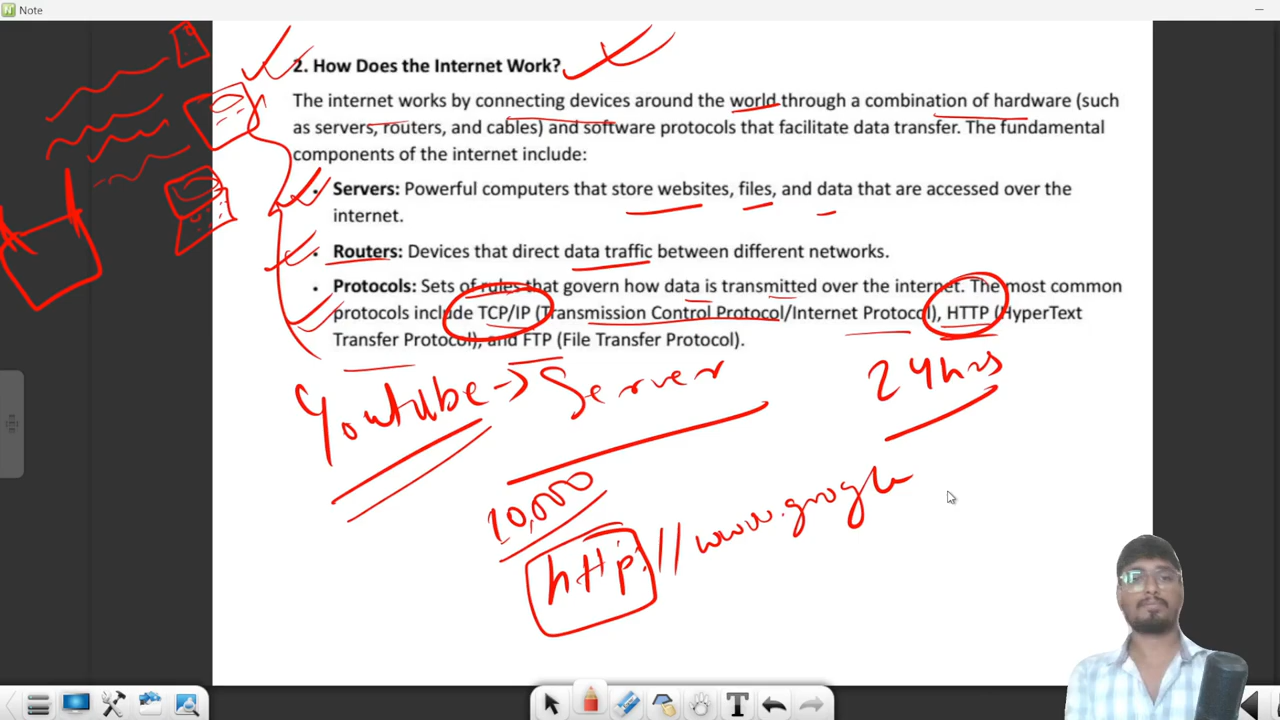 Note
2. How Does the Internet Work?
The internet works by connecting devices around the world through a combination of hardware (such
as servers, routers, and cables) and software protocols that facilitate data transfer. The fundamental
components of the internet include:
• Servers: Powerful computers that store websites, files, and data that are accessed over the
internet.
• Routers: Devices that direct data traffic between different networks.
• Protocols: Sets of rules that govern how data is transmitted over the internet. The most common
protocols include TCP/IP (Transmission Control Protocol/Internet Protocol), HTTP (HyperText
Transfer Protocol), and FTP (File Transfer Protocol).
Youtube → Server
24hrs
10,000
http://www.google